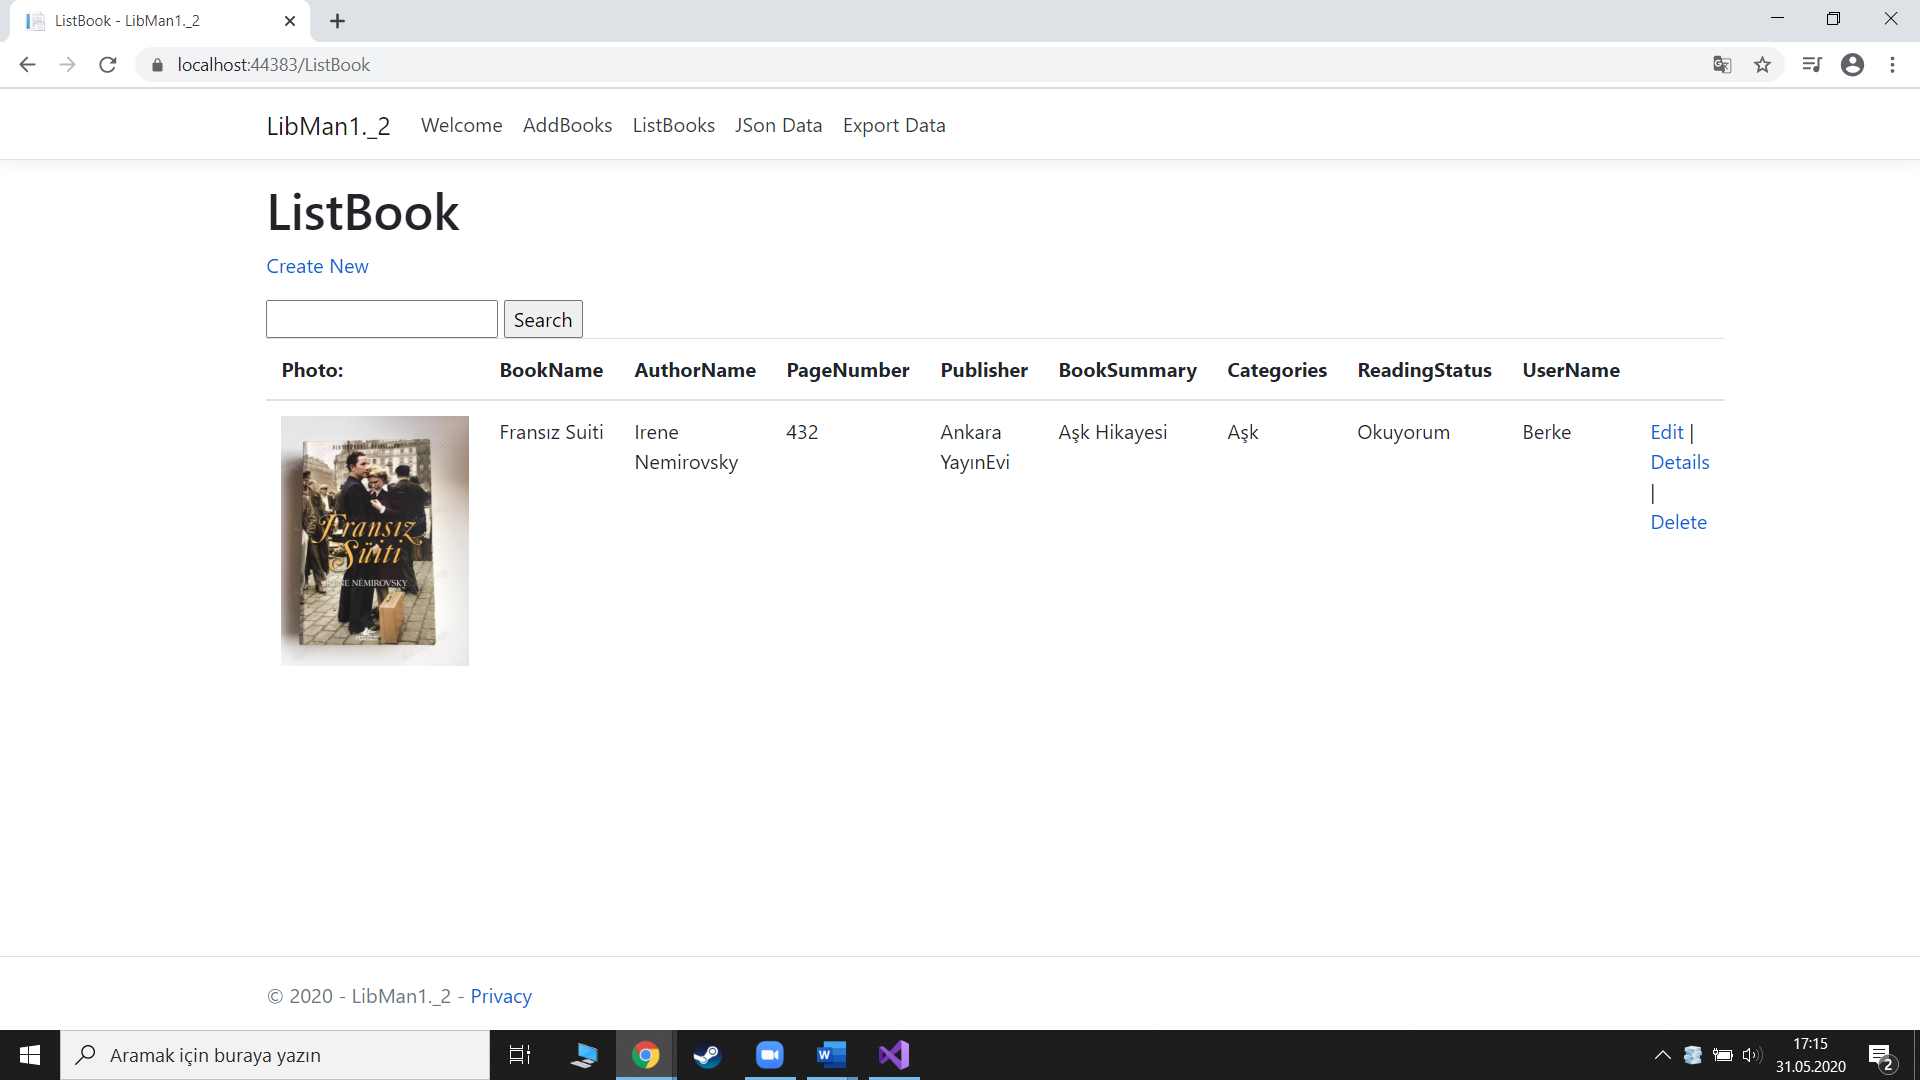 ListBook - LibMan1._2
localhost:44383/ListBook
LibMan1._2 Welcome AddBooks ListBooks JSon Data Export Data
ListBook
Create New
Search
Photo: BookName AuthorName PageNumber Publisher BookSummary Categories ReadingStatus UserName
Fransız Suiti Irene Nemirovsky 432 Ankara YayınEvi Aşk Hikayesi Aşk Okuyorum Berke Edit | Details | Delete
Fransız
Süiti
IRENE NEMIROVSKY
© 2020 - LibMan1._2 - Privacy
Aramak için buraya yazın
17:15
31.05.2020
2